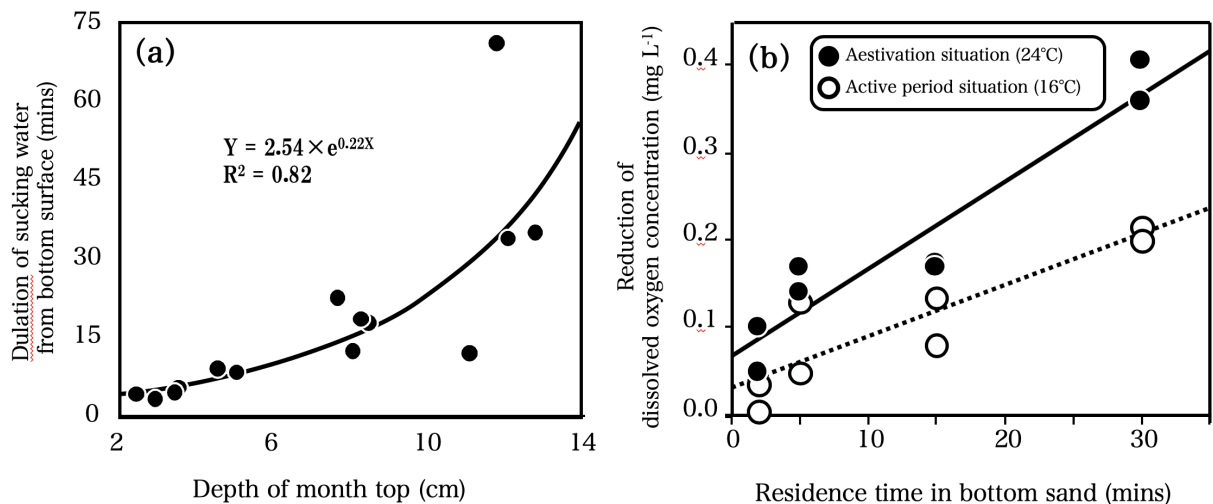 (a)
Y = 2.54×e^0.22X
R² = 0.82
Dulation of sucking water
from bottom surface (mins)
75
60
45
30
15
0
2 6 10 14
Depth of month top (cm)
(b)
Aestivation situation (24℃)
Active period situation (16℃)
Reduction of
dissolved oxygen concentration (mg L⁻¹)
0.4
0.3
0.2
0.1
0.0
0 10 20 30
Residence time in bottom sand (mins)